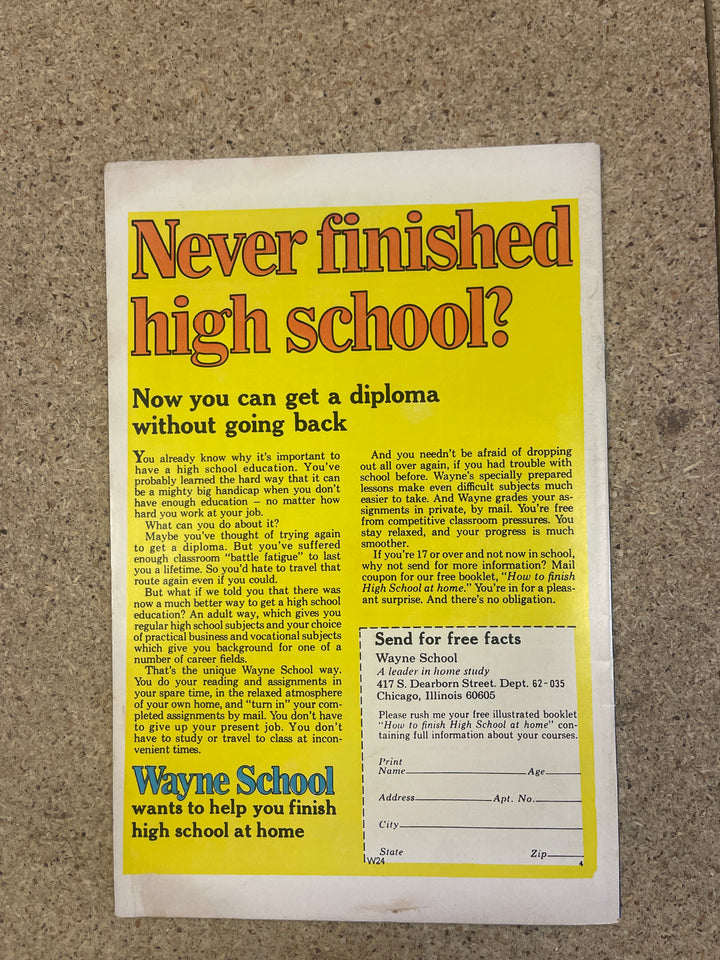 Never finished
high school?
Now you can get a diploma
without going back
You already know why it's important to
have a high school education. You've
probably learned the hard way that it can
be a mighty big handicap when you don't
have enough education – no matter how
hard you work at your job.
What can you do about it?
Maybe you've thought of trying again
to get a diploma. But you've suffered
enough classroom "battle fatigue" to last
you a lifetime. So you'd hate to travel that
route again even if you could.
But what if we told you that there was
now a much better way to get a high school
education? An adult way, which gives you
regular high school subjects and your choice
of practical business and vocational subjects
which give you background for one of a
number of career fields.
That's the unique Wayne School way.
You do your reading and assignments in
your spare time, in the relaxed atmosphere
of your own home, and "turn in" your com-
pleted assignments by mail. You don't have
to give up your present job. You don't
have to study or travel to class at incon-
venient times.
Wayne School
wants to help you finish
high school at home
And you needn't be afraid of dropping
out all over again, if you had trouble with
school before. Wayne's specially prepared
lessons make even difficult subjects much
easier to take. And Wayne grades your as-
signments in private, by mail. You're free
from competitive classroom pressures. You
stay relaxed, and your progress is much
smoother.
If you're 17 or over and not now in school,
why not send for more information? Mail
coupon for our free booklet, "How to finish
High School at home." You're in for a pleas-
ant surprise. And there's no obligation.
Send for free facts
Wayne School
A leader in home study
417 S. Dearborn Street. Dept. 62-035
Chicago, Illinois 60605
Please rush me your free illustrated booklet
"How to finish High School at home" con-
taining full information about your courses.
Print
Name Age
Address Apt. No.
City
State Zip
W24 4